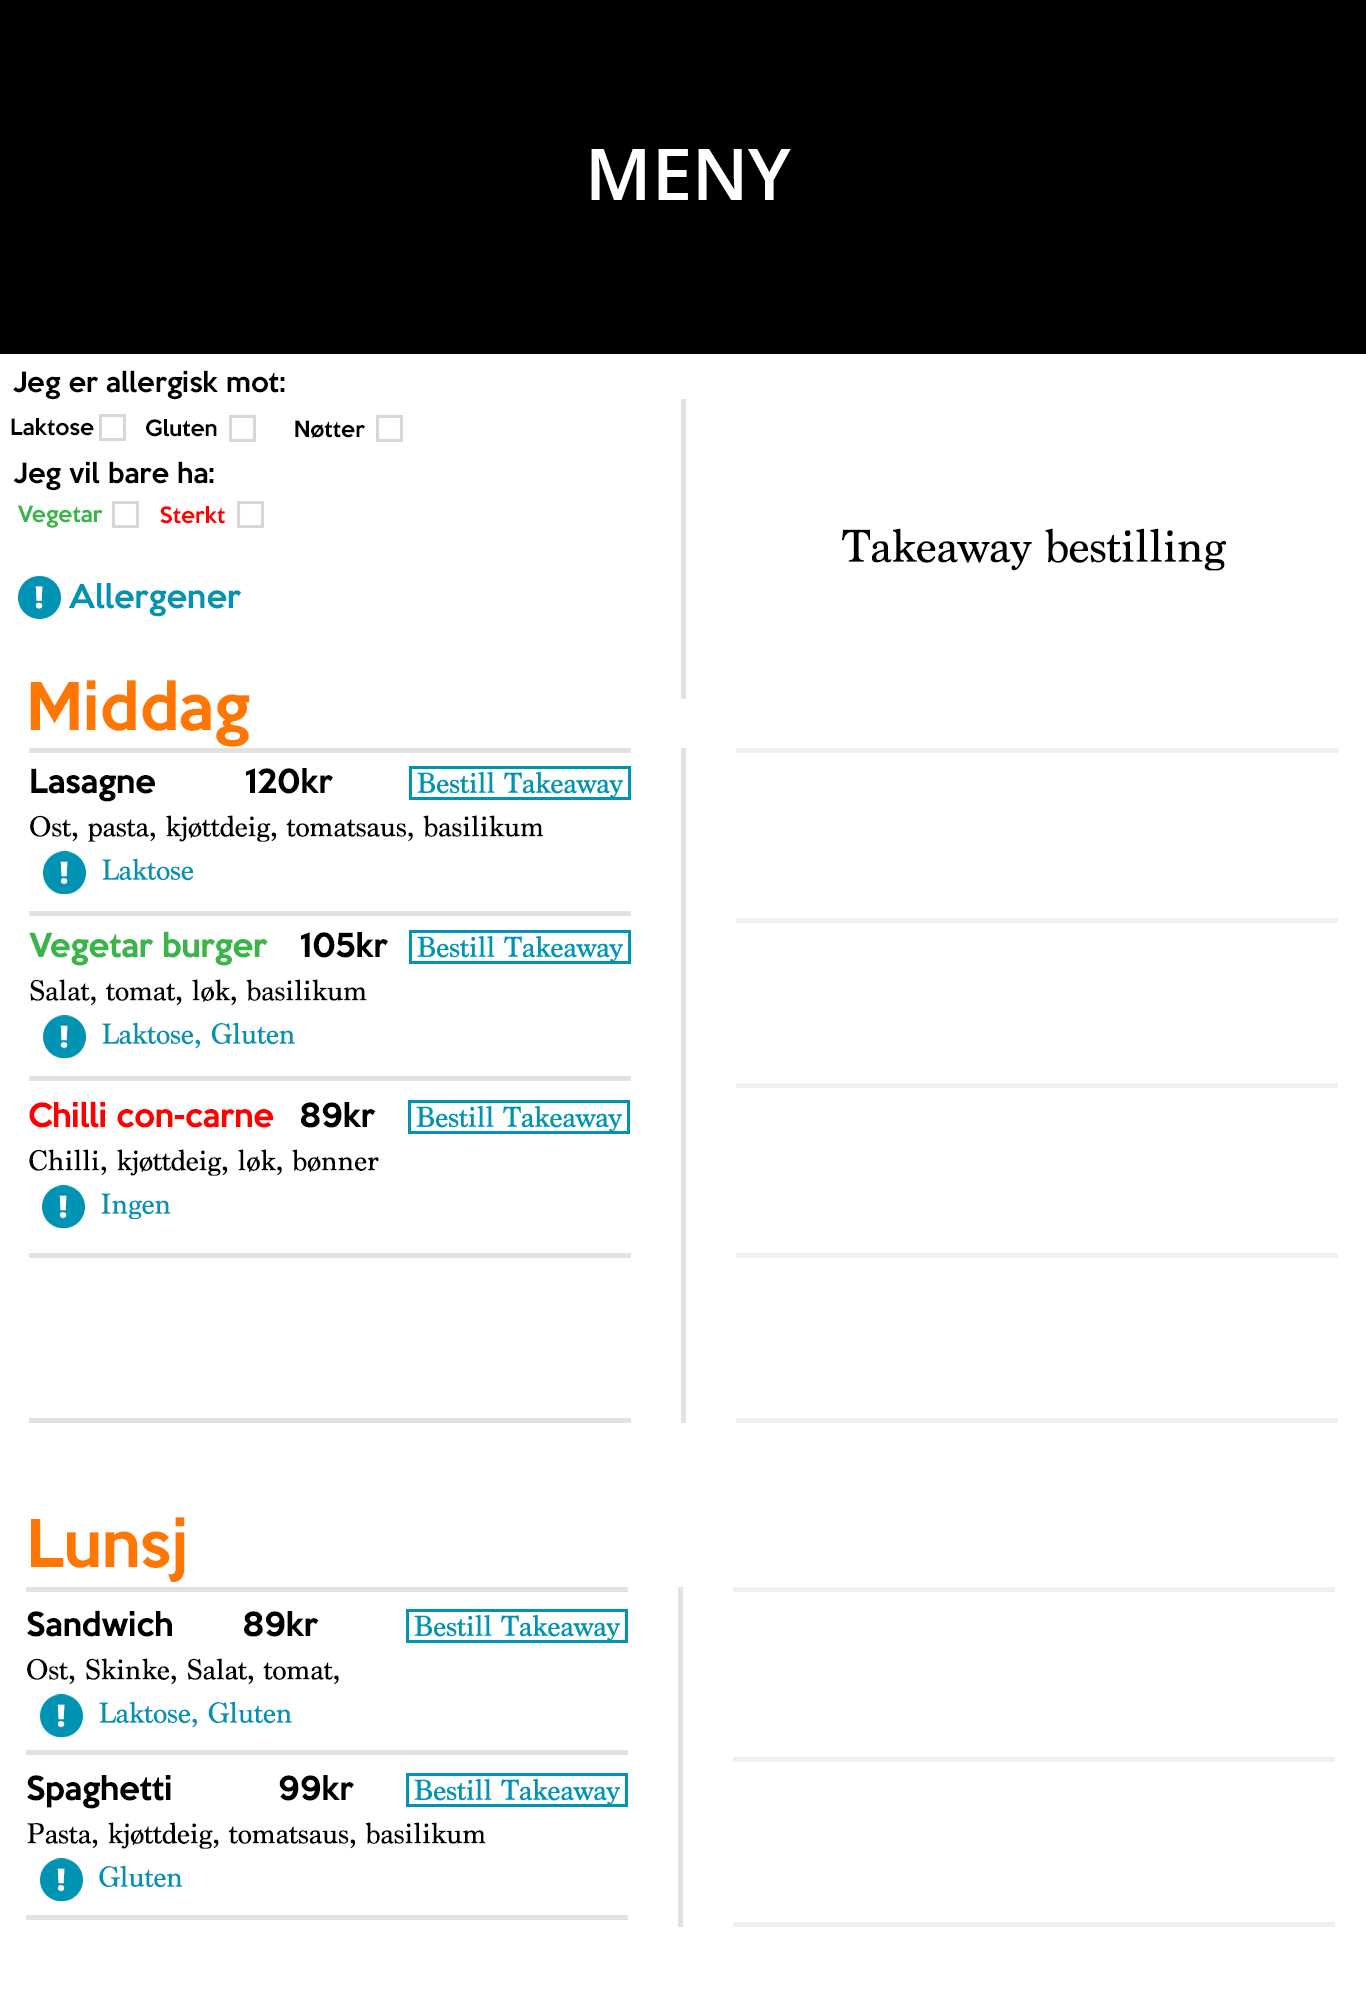 MENY
Jeg er allergisk mot:
Laktose Gluten Nøtter
Jeg vil bare ha:
Vegetar Sterkt
! Allergener
Takeaway bestilling
Middag
Lasagne 120kr Bestill Takeaway
Ost, pasta, kjøttdeig, tomatsaus, basilikum
! Laktose
Vegetar burger 105kr Bestill Takeaway
Salat, tomat, løk, basilikum
! Laktose, Gluten
Chilli con-carne 89kr Bestill Takeaway
Chilli, kjøttdeig, løk, bønner
! Ingen
Lunsj
Sandwich 89kr Bestill Takeaway
Ost, Skinke, Salat, tomat,
! Laktose, Gluten
Spaghetti 99kr Bestill Takeaway
Pasta, kjøttdeig, tomatsaus, basilikum
! Gluten